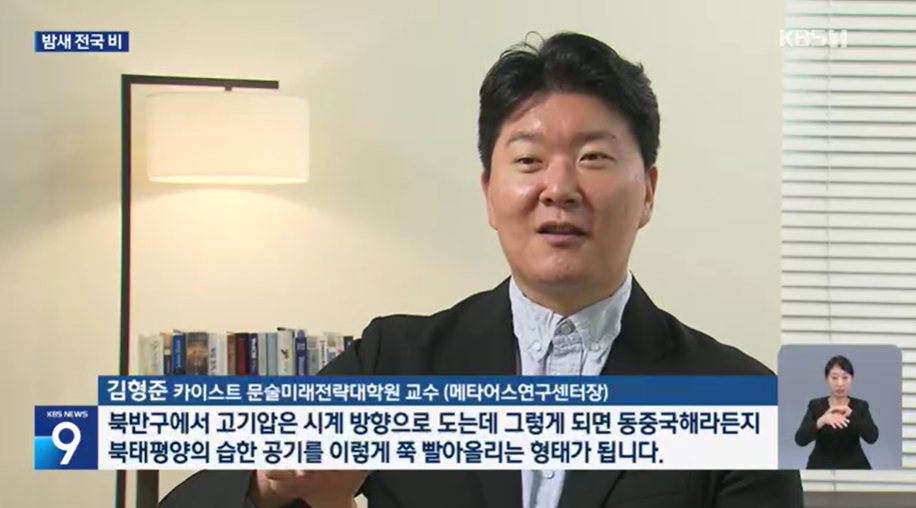 밤새 전국 비
KBS 1
김형준 카이스트 문술미래전략대학원 교수 (메타어스연구센터장)
KBS NEWS
9
북반구에서 고기압은 시계 방향으로 도는데 그렇게 되면 동중국해라든지
북태평양의 습한 공기를 이렇게 쭉 빨아올리는 형태가 됩니다.